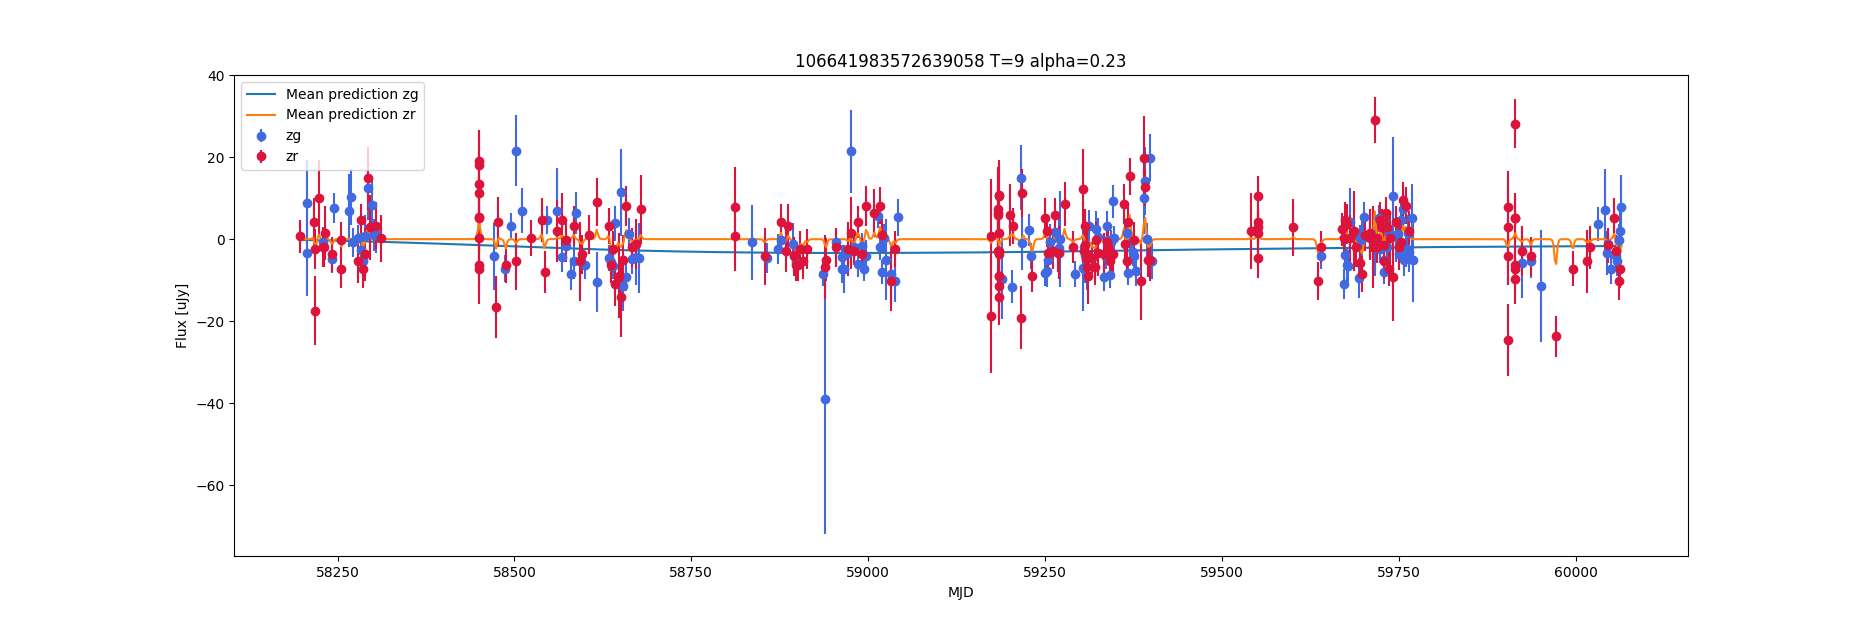 106641983572639058 T=9 alpha=0.23
Mean prediction zg
Mean prediction zr
zg
zr
40
20
0
−20
−40
−60
Flux [uJy]
58250
58500
58750
59000
59250
59500
59750
60000
MJD